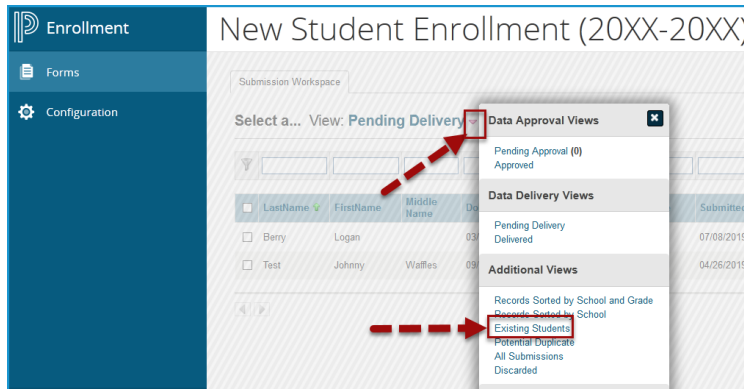 Enrollment
New Student Enrollment (20XX-20XX)
Forms
Configuration
Submission Workspace
Select a... View: Pending Delivery
Data Approval Views
Pending Approval (0)
Approved
Data Delivery Views
Pending Delivery
Delivered
Additional Views
Records Sorted by School and Grade
Records Sorted by School
Existing Students
Potential Duplicate
All Submissions
Discarded
LastName FirstName Middle Name Submitted
Berry Logan 03/ 07/08/2019
Test Johnny Waffles 09/ 04/26/2019